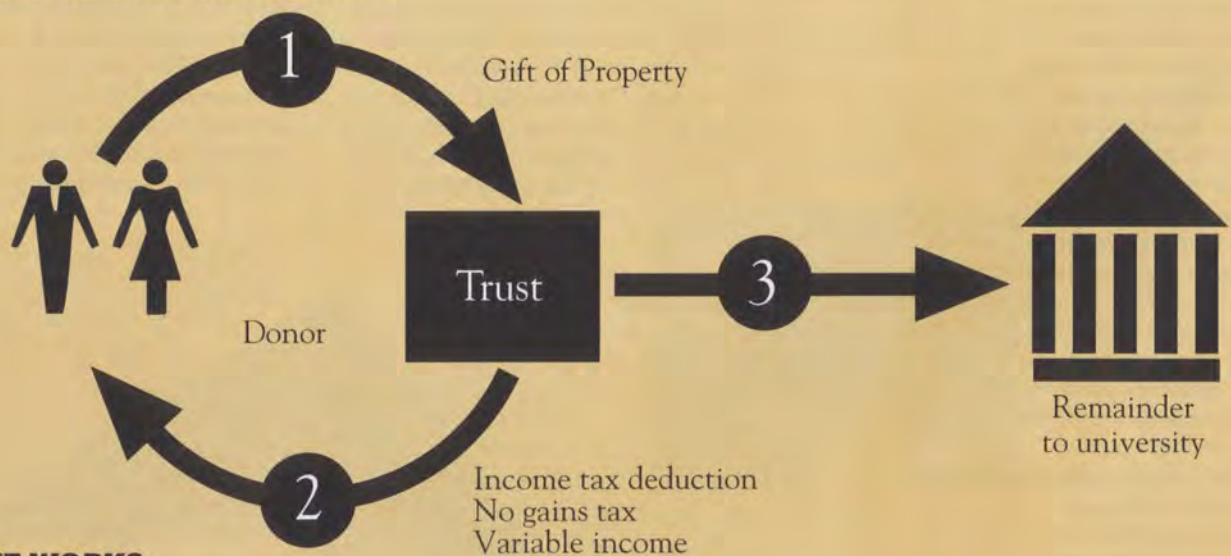 1
Gift of Property
Trust
3
Donor
Remainder
to university
2
Income tax deduction
No gains tax
Variable income
WORKS